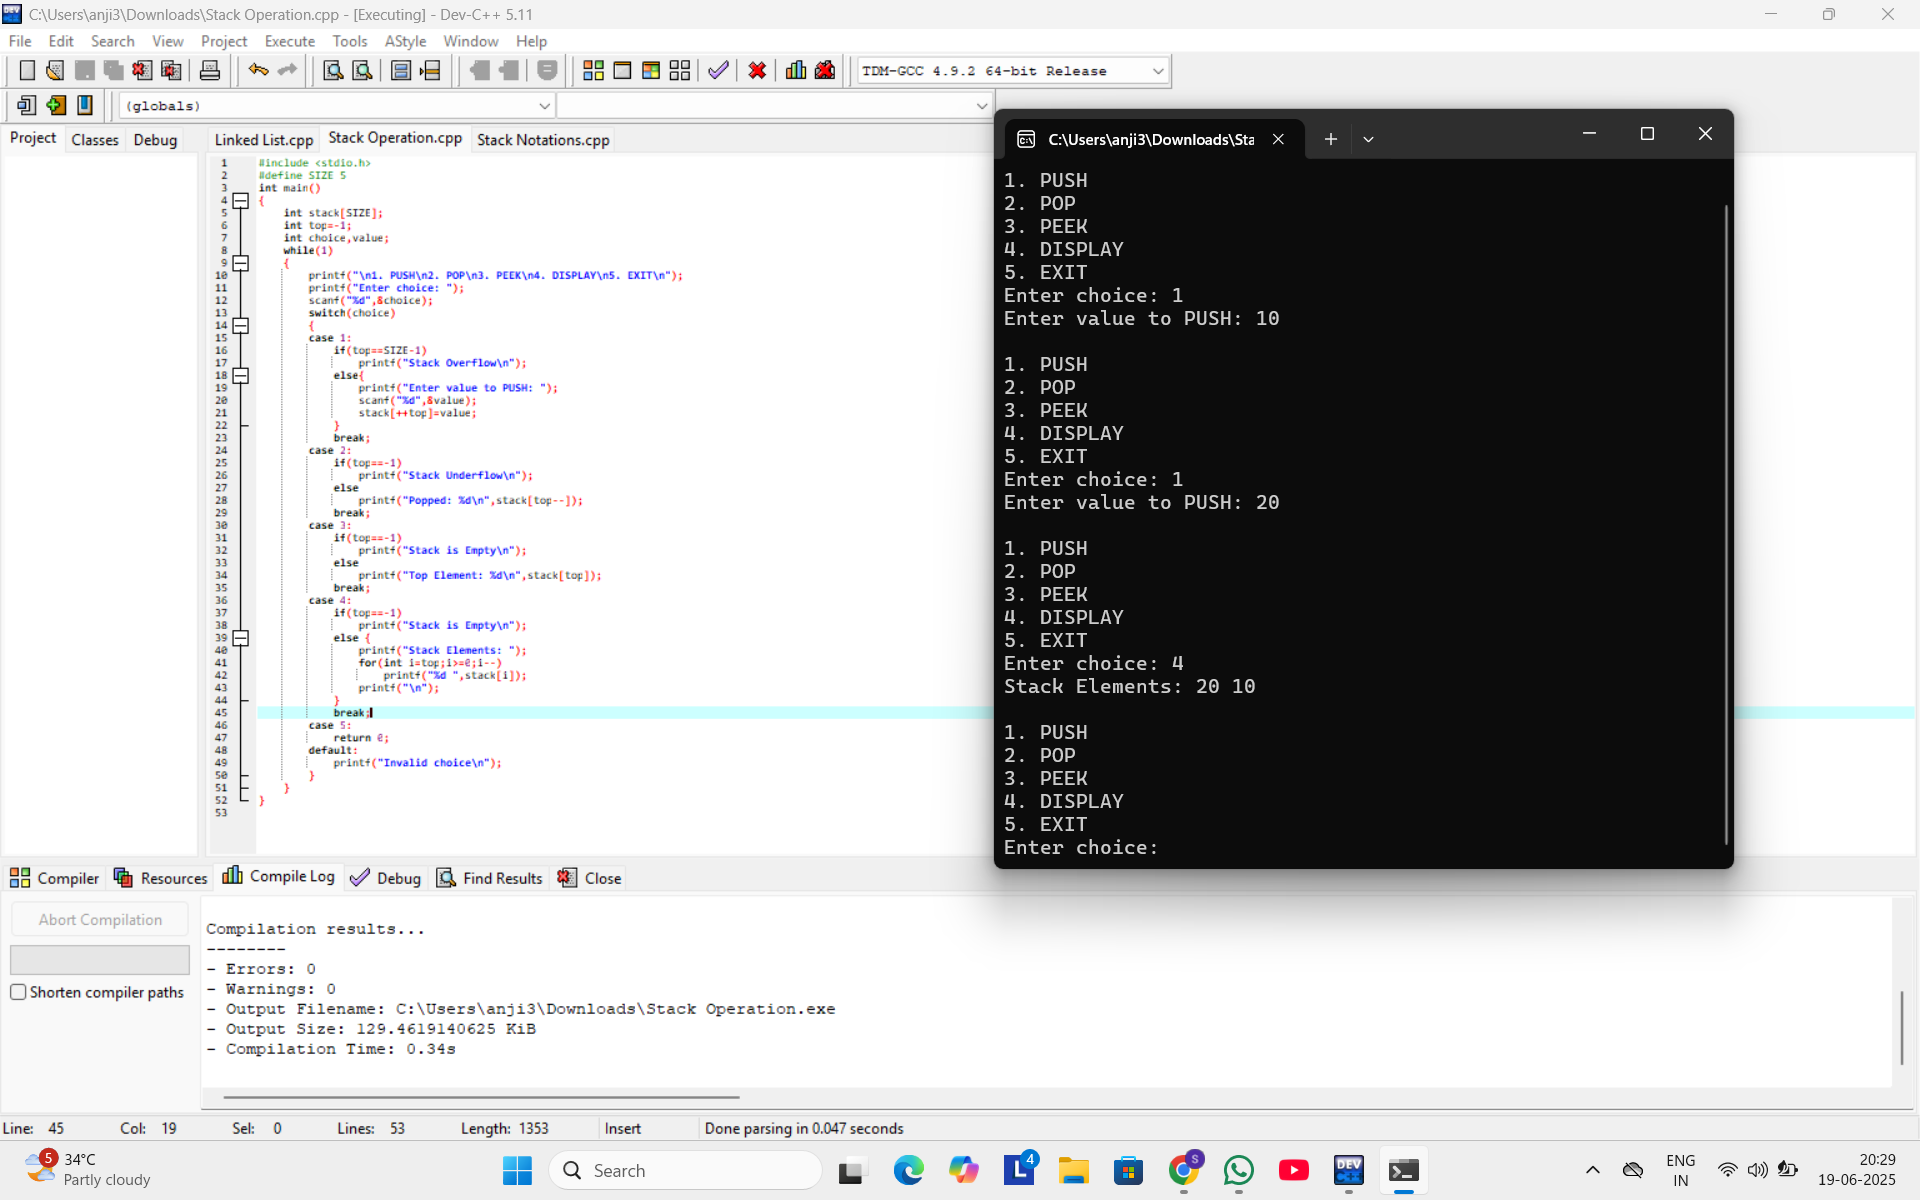 C:\Users\anji3\Downloads\Stack Operation.cpp - [Executing] - Dev-C++ 5.11
File Edit Search View Project Execute Tools AStyle Window Help
TDM-GCC 4.9.2 64-bit Release
(globals)
Project Classes Debug
Linked List.cpp Stack Operation.cpp Stack Notations.cpp
1 #include <stdio.h>
2 #define SIZE 5
3 int main()
4 {
5 int stack[SIZE];
6 int top=-1;
7 int choice,value;
8 while(1)
9 {
10 printf("\n1. PUSH\n2. POP\n3. PEEK\n4. DISPLAY\n5. EXIT\n");
11 printf("Enter choice: ");
12 scanf("%d",&choice);
13 switch(choice)
14 {
15 case 1:
16 if(top==SIZE-1)
17 printf("Stack Overflow\n");
18 else{
19 printf("Enter value to PUSH: ");
20 scanf("%d",&value);
21 stack[++top]=value;
22 }
23 break;
24 case 2:
25 if(top==-1)
26 printf("Stack Underflow\n");
27 else
28 printf("Popped: %d\n",stack[top--]);
29 break;
30 case 3:
31 if(top==-1)
32 printf("Stack is Empty\n");
33 else
34 printf("Top Element: %d\n",stack[top]);
35 break;
36 case 4:
37 if(top==-1)
38 printf("Stack is Empty\n");
39 else {
40 printf("Stack Elements: ");
41 for(int i=top;i>=0;i--)
42 printf("%d ",stack[i]);
43 printf("\n");
44 }
45 break;
46 case 5:
47 return 0;
48 default:
49 printf("Invalid choice\n");
50 }
51 }
52 }
53
C:\Users\anji3\Downloads\Sta
1. PUSH
2. POP
3. PEEK
4. DISPLAY
5. EXIT
Enter choice: 1
Enter value to PUSH: 10
1. PUSH
2. POP
3. PEEK
4. DISPLAY
5. EXIT
Enter choice: 1
Enter value to PUSH: 20
1. PUSH
2. POP
3. PEEK
4. DISPLAY
5. EXIT
Enter choice: 4
Stack Elements: 20 10
1. PUSH
2. POP
3. PEEK
4. DISPLAY
5. EXIT
Enter choice:
Compiler Resources Compile Log Debug Find Results Close
Abort Compilation
Shorten compiler paths
Compilation results...
--------
- Errors: 0
- Warnings: 0
- Output Filename: C:\Users\anji3\Downloads\Stack Operation.exe
- Output Size: 129.4619140625 KiB
- Compilation Time: 0.34s
Line: 45 Col: 19 Sel: 0 Lines: 53 Length: 1353 Insert Done parsing in 0.047 seconds
5
34°C
Partly cloudy
Search
L
4
S
DEV
ENG
IN
20:29
19-06-2025